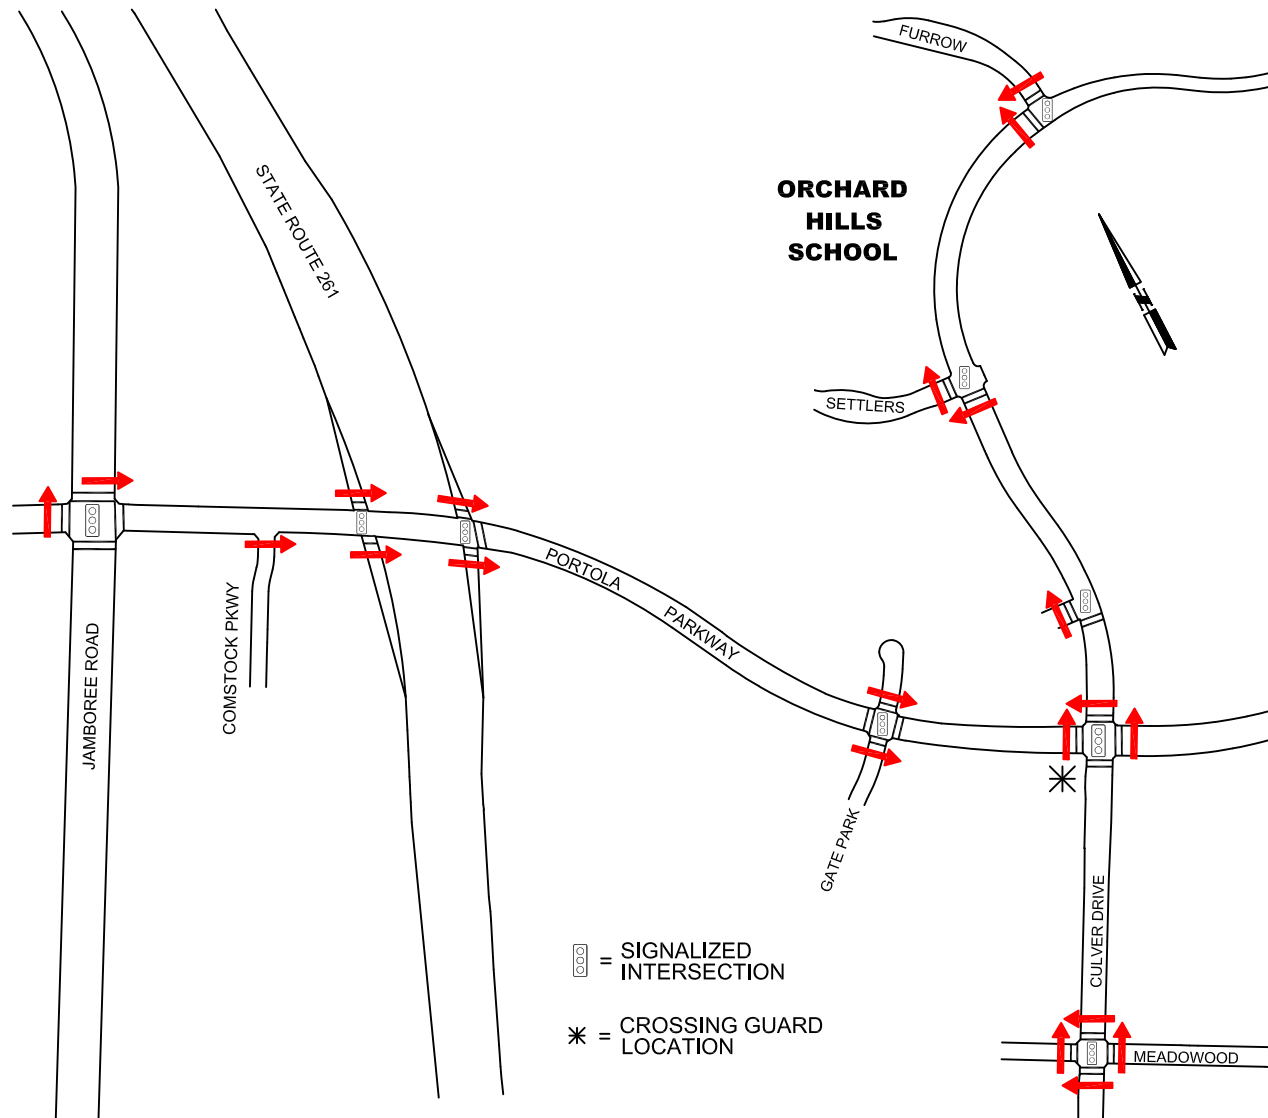 FURROW
ORCHARD
HILLS
SCHOOL
STATE ROUTE 261
N
SETTLERS
PORTOLA PARKWAY
COMSTOCK PKWY
JAMBOREE ROAD
GATE PARK
CULVER DRIVE
= SIGNALIZED
INTERSECTION
= CROSSING GUARD
LOCATION
MEADOWOOD